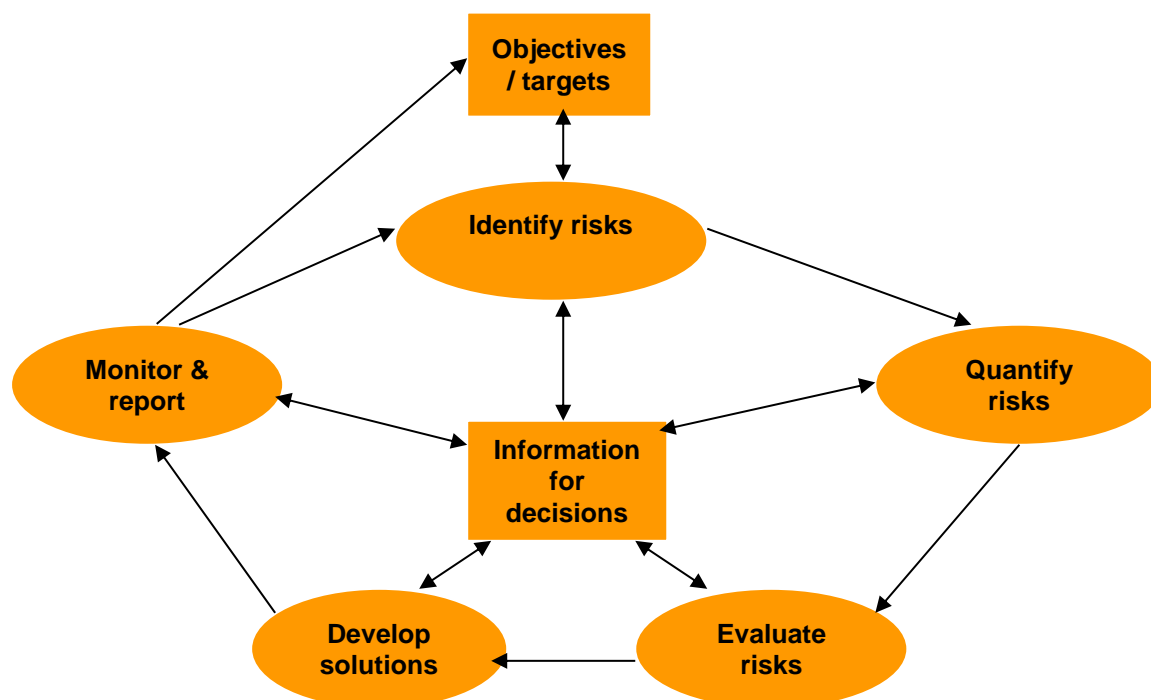 Objectives
/ targets
Identify risks
Monitor &
report
Quantify
risks
Information
for
decisions
Develop
solutions
Evaluate
risks